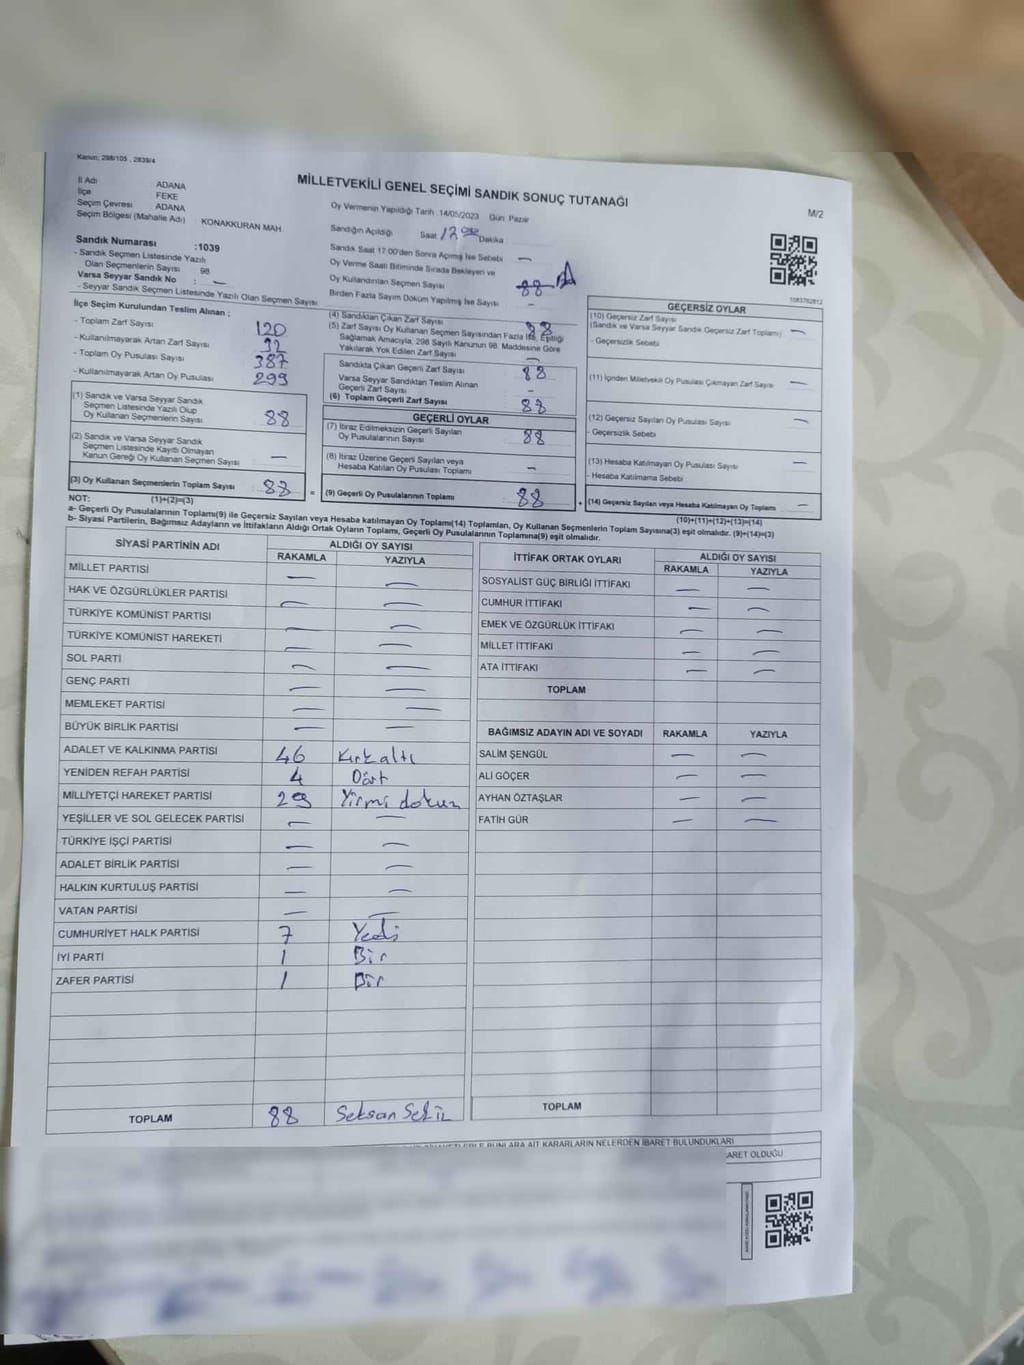 Kanun: 298/105 , 2839/4
MİLLETVEKİLİ GENEL SEÇİMİ SANDIK SONUÇ TUTANAĞI
M/2
İl Adı ADANA
İlçe FEKE
Seçim Çevresi ADANA
Seçim Bölgesi (Mahalle Adı) KONAKKURAN MAH.
Sandık Numarası :1039
- Sandık Seçmen Listesinde Yazılı
Olan Seçmenlerin Sayısı 98
Varsa Seyyar Sandık No : —
- Seyyar Sandık Seçmen Listesinde Yazılı Olan Seçmen Sayısı
Oy Vermenin Yapıldığı Tarih :14/05/2023 Gün: Pazar
Sandığın Açıldığı Saat Dakika :
Sandık Saat 17:00'den Sonra Açılmış İse Sebebi —
Oy Verme Saati Bitiminde Sırada Bekleyen ve
Oy Kullandırılan Seçmen Sayısı 88
Birden Fazla Sayım Döküm Yapılmış İse Sayısı -
1083762812
İlçe Seçim Kurulundan Teslim Alınan ;
- Toplam Zarf Sayısı 120
- Kullanılmayarak Artan Zarf Sayısı 32
- Toplam Oy Pusulası Sayısı 387
- Kullanılmayarak Artan Oy Pusulası 299
(1) Sandık ve Varsa Seyyar Sandık
Seçmen Listesinde Yazılı Olup
Oy Kullanan Seçmenlerin Sayısı 88
(2) Sandık ve Varsa Seyyar Sandık
Seçmen Listesinde Kayıtlı Olmayan
Kanun Gereği Oy Kullanan Seçmen Sayısı —
(3) Oy Kullanan Seçmenlerin Toplam Sayısı : 88 =
(4) Sandıktan Çıkan Zarf Sayısı 88
(5) Zarf Sayısı Oy Kullanan Seçmen Sayısından Fazla İse, Eşitliği
Sağlamak Amacıyla, 298 Sayılı Kanunun 98. Maddesine Göre
Yakılarak Yok Edilen Zarf Sayısı —
Sandıkta Çıkan Geçerli Zarf Sayısı 88
Varsa Seyyar Sandıktan Teslim Alınan
Geçerli Zarf Sayısı -
(6) Toplam Geçerli Zarf Sayısı 88
GEÇERLİ OYLAR
(7) İtiraz Edilmeksizin Geçerli Sayılan
Oy Pusulalarının Sayısı 88
(8) İtiraz Üzerine Geçerli Sayılan veya
Hesaba Katılan Oy Pusulası Toplamı —
(9) Geçerli Oy Pusulalarının Toplamı 88 +
GEÇERSİZ OYLAR
(10) Geçersiz Zarf Sayısı
(Sandık ve Varsa Seyyar Sandık Geçersiz Zarf Toplamı) —
- Geçersizlik Sebebi
(11) İçinden Milletvekili Oy Pusulası Çıkmayan Zarf Sayısı —
(12) Geçersiz Sayılan Oy Pusulası Sayısı —
- Geçersizlik Sebebi
(13) Hesaba Katılmayan Oy Pusulası Sayısı —
- Hesaba Katılmama Sebebi
(14) Geçersiz Sayılan veya Hesaba Katılmayan Oy Toplamı —
NOT: (1)+(2)=(3) (10)+(11)+(12)+(13)=(14)
a- Geçerli Oy Pusulalarının Toplamı(9) ile Geçersiz Sayılan veya Hesaba katılmayan Oy Toplamı(14) Toplamları, Oy Kullanan Seçmenlerin Toplam Sayısına(3) eşit olmalıdır. (9)+(14)=(3)
b- Siyasi Partilerin, Bağımsız Adayların ve İttifakların Aldığı Ortak Oyların Toplamı, Geçerli Oy Pusulalarının Toplamına(9) eşit olmalıdır.
SİYASİ PARTİNİN ADI ALDIĞI OY SAYISI
RAKAMLA YAZIYLA
MİLLET PARTİSİ — —
HAK VE ÖZGÜRLÜKLER PARTİSİ — —
TÜRKİYE KOMÜNİST PARTİSİ — —
TÜRKİYE KOMÜNİST HAREKETİ — —
SOL PARTİ — —
GENÇ PARTİ — —
MEMLEKET PARTİSİ — —
BÜYÜK BİRLİK PARTİSİ — —
ADALET VE KALKINMA PARTİSİ 46 Kırkaltı
YENİDEN REFAH PARTİSİ 4 Dört
MİLLİYETÇİ HAREKET PARTİSİ 29 Yirmi dokuz
YEŞİLLER VE SOL GELECEK PARTİSİ — —
TÜRKİYE İŞÇİ PARTİSİ — —
ADALET BİRLİK PARTİSİ — —
HALKIN KURTULUŞ PARTİSİ — —
VATAN PARTİSİ — —
CUMHURİYET HALK PARTİSİ 7 Yedi
İYİ PARTİ 1 Bir
ZAFER PARTİSİ 1 Bir
TOPLAM 88 Seksan Sekiz
İTTİFAK ORTAK OYLARI ALDIĞI OY SAYISI
RAKAMLA YAZIYLA
SOSYALİST GÜÇ BİRLİĞİ İTTİFAKI — —
CUMHUR İTTİFAKI — —
EMEK VE ÖZGÜRLÜK İTTİFAKI — —
MİLLET İTTİFAKI — —
ATA İTTİFAKI — —
TOPLAM
BAĞIMSIZ ADAYIN ADI VE SOYADI RAKAMLA YAZIYLA
SALİM ŞENGÜL — —
ALİ GÖÇER — —
AYHAN ÖZTAŞLAR — —
FATİH GÜR — —
TOPLAM
BUNLARA AİT KARARLARIN NELERDEN İBARET BULUNDUKLARI
ARET OLDUĞU